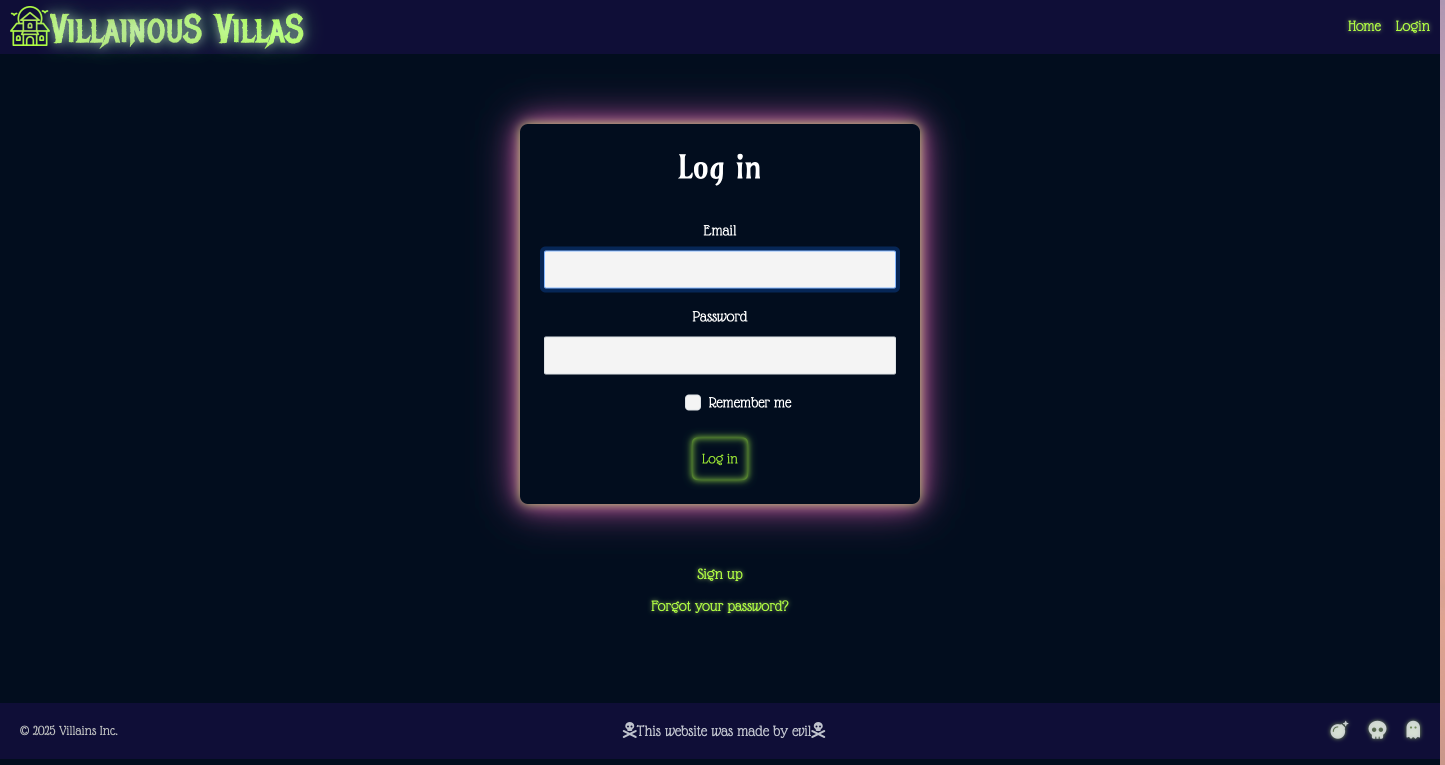 VILLAINOUS VILLAS
Home Login
Log in
Email
Password
Remember me
Log in
Sign up
Forgot your password?
© 2025 Villains Inc.
This website was made by evil